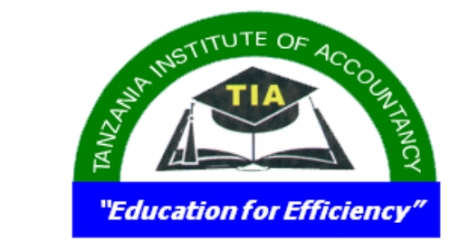 TANZANIA INSTITUTE OF ACCOUNTANCY
TIA
"Education for Efficiency"